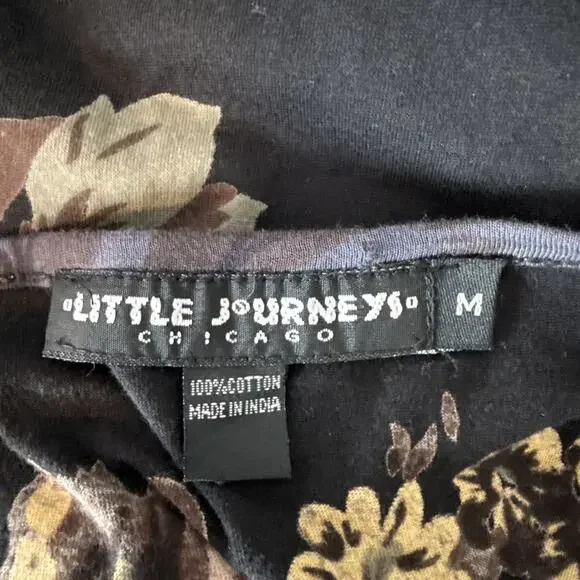 LITTLE JOURNEYS
CHICAGO
M
100%COTTON
MADE IN INDIA